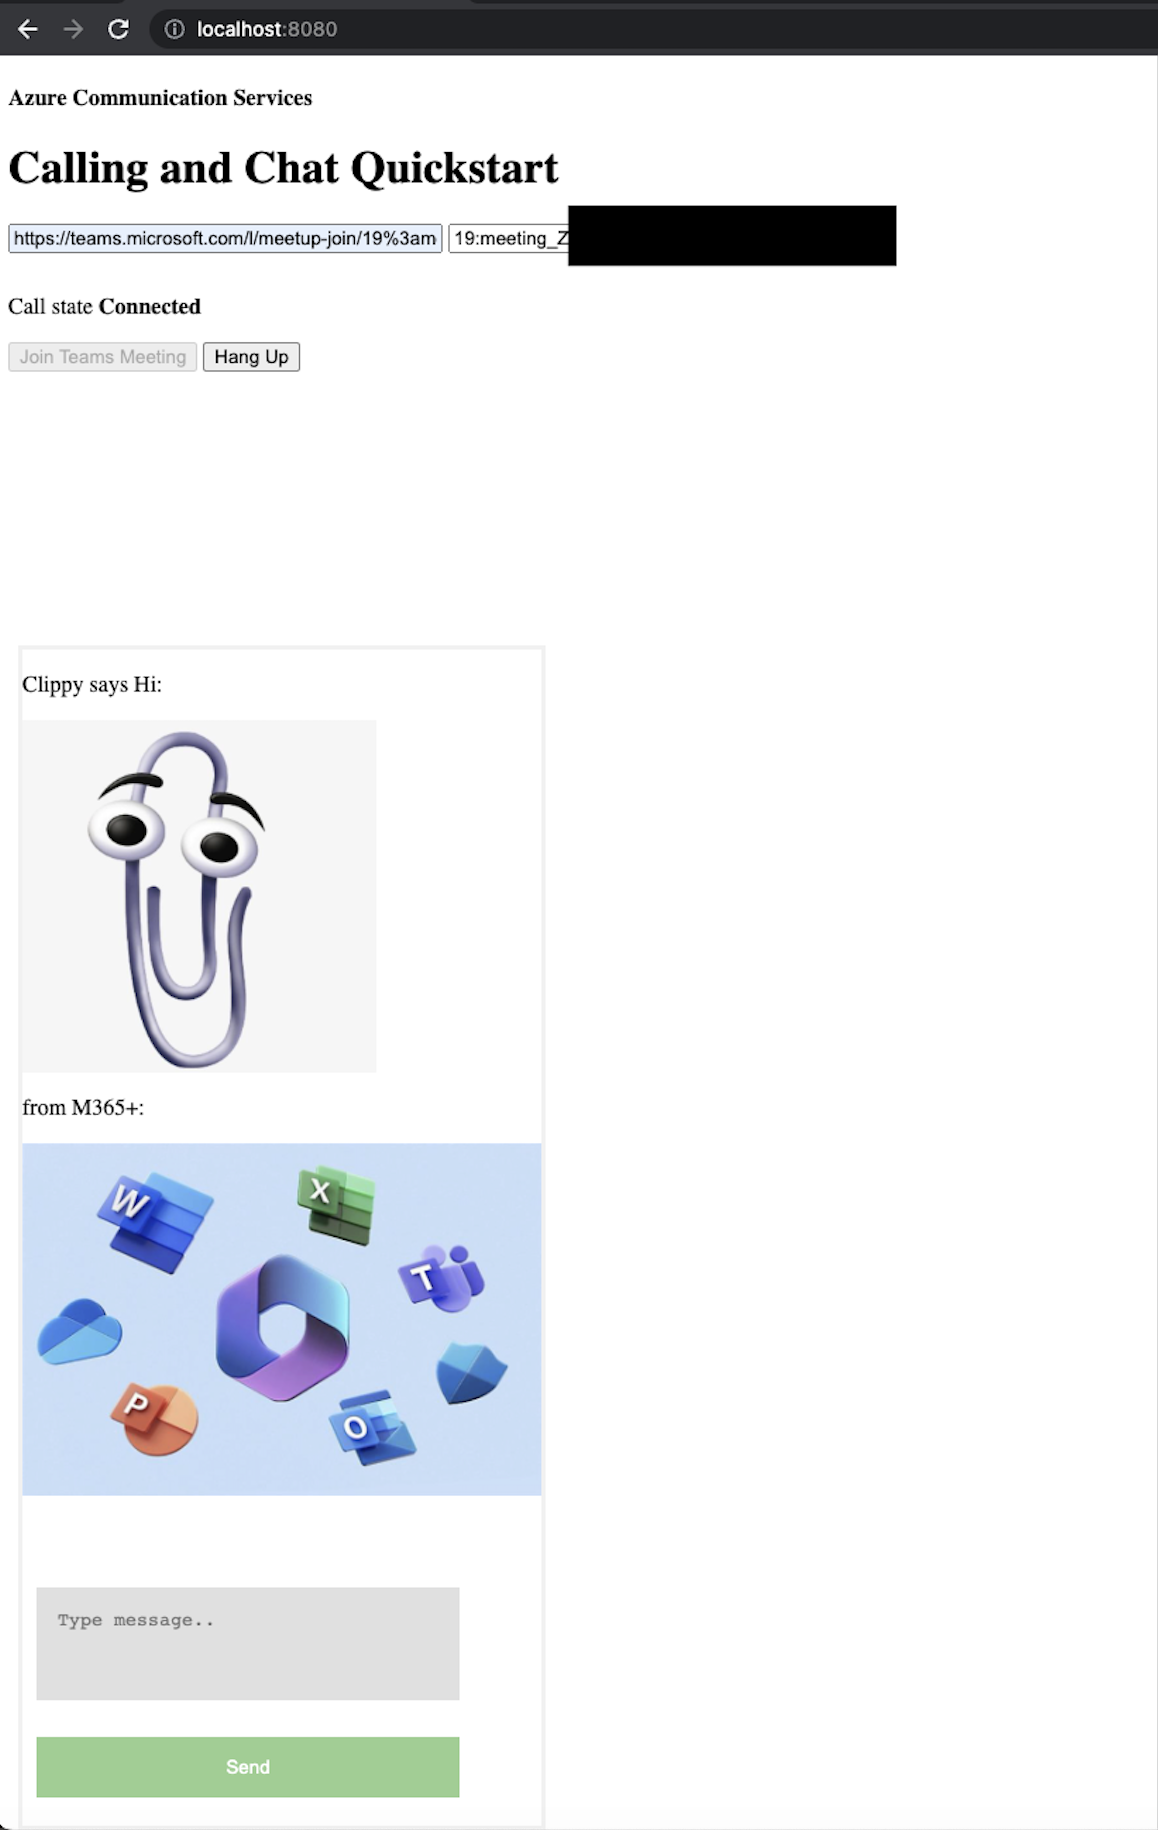 localhost:8080
Azure Communication Services
Calling and Chat Quickstart
https://teams.microsoft.com/l/meetup-join/19%3am 19:meeting_Z
Call state Connected
Join Teams Meeting Hang Up
Clippy says Hi:
from M365+:
W X
T
P O
Type message..
Send